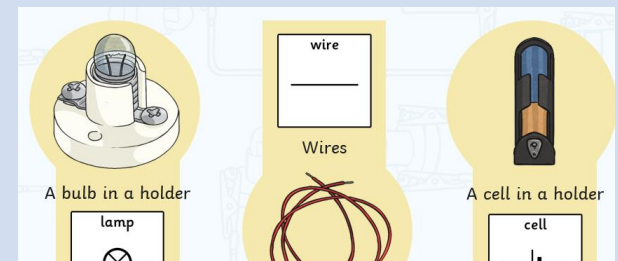 wire
Wires
A bulb in a holder
A cell in a holder
lamp
cell